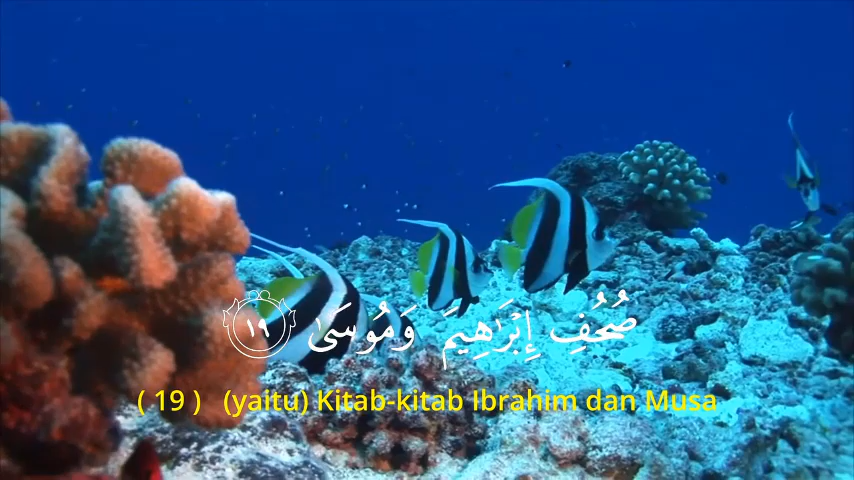 صُحُفِ إِبْرَٰهِيمَ وَمُوسَىٰ ١٩
( 19 ) (yaitu) Kitab-kitab Ibrahim dan Musa